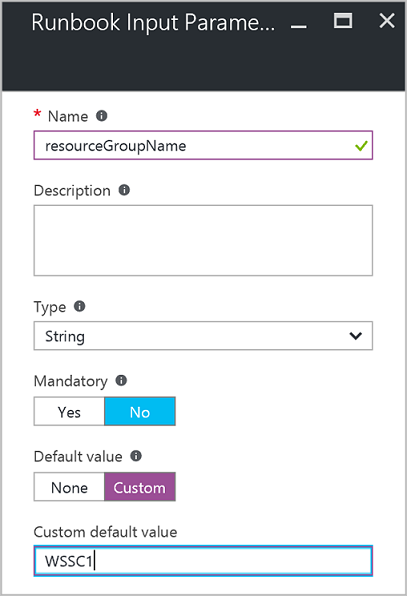 Runbook Input Parame...
* Name
resourceGroupName
Description
Type
String
Mandatory
Yes No
Default value
None Custom
Custom default value
WSSC1